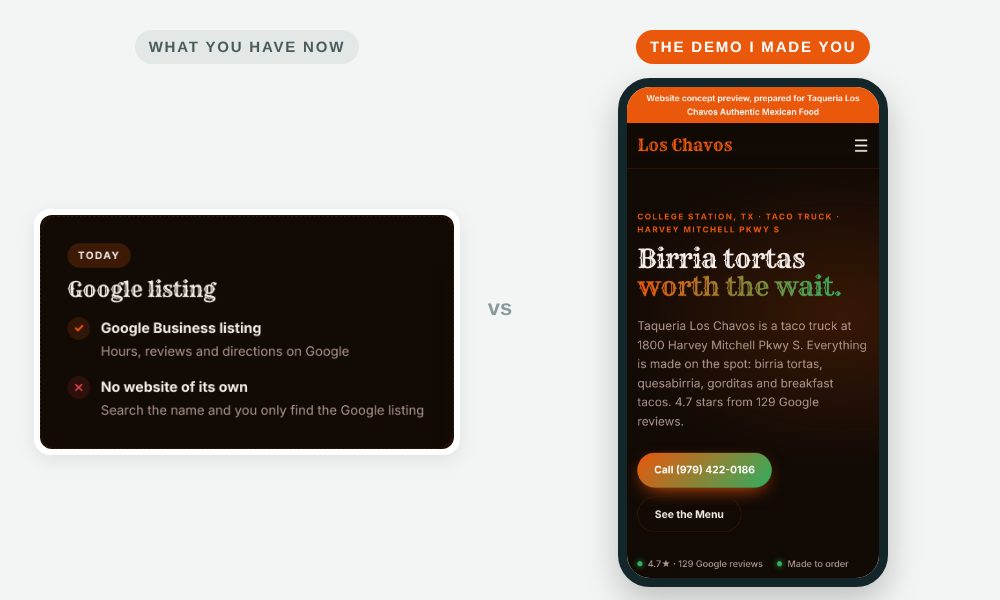 WHAT YOU HAVE NOW
TODAY
Google listing
Google Business listing
Hours, reviews and directions on Google
No website of its own
Search the name and you only find the Google listing
vs
THE DEMO I MADE YOU
Website concept preview, prepared for Taqueria Los
Chavos Authentic Mexican Food
Los Chavos
COLLEGE STATION, TX · TACO TRUCK ·
HARVEY MITCHELL PKWY S
Birria tortas
worth the wait.
Taqueria Los Chavos is a taco truck at
1800 Harvey Mitchell Pkwy S. Everything
is made on the spot: birria tortas,
quesabirria, gorditas and breakfast
tacos. 4.7 stars from 129 Google
reviews.
Call (979) 422-0186
See the Menu
4.7★ · 129 Google reviews
Made to order